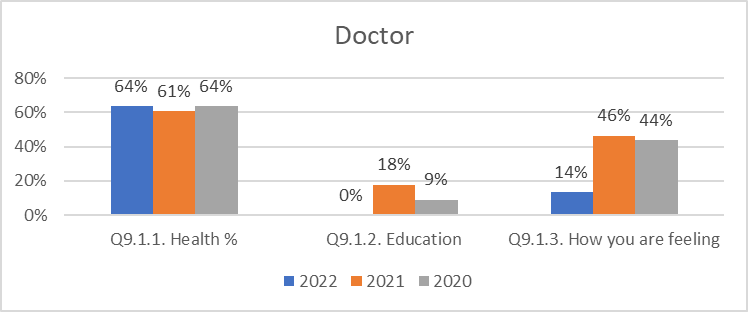 Doctor
80%
60%
40%
20%
0%
64%
61%
64%
0%
18%
9%
14%
46%
44%
Q9.1.1. Health %
Q9.1.2. Education
Q9.1.3. How you are feeling
2022 2021 2020